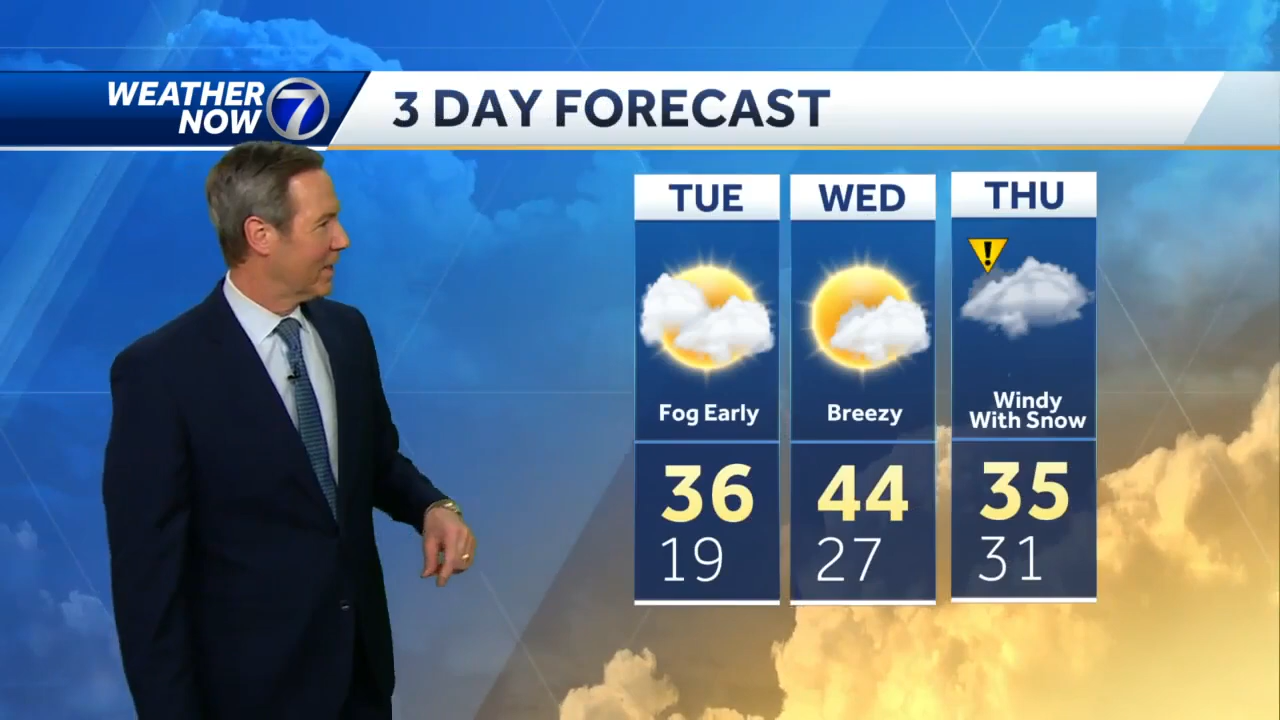 WEATHER
NOW 7
3 DAY FORECAST
TUE
Fog Early
36
19
WED
Breezy
44
27
THU
!
Windy
With Snow
35
31